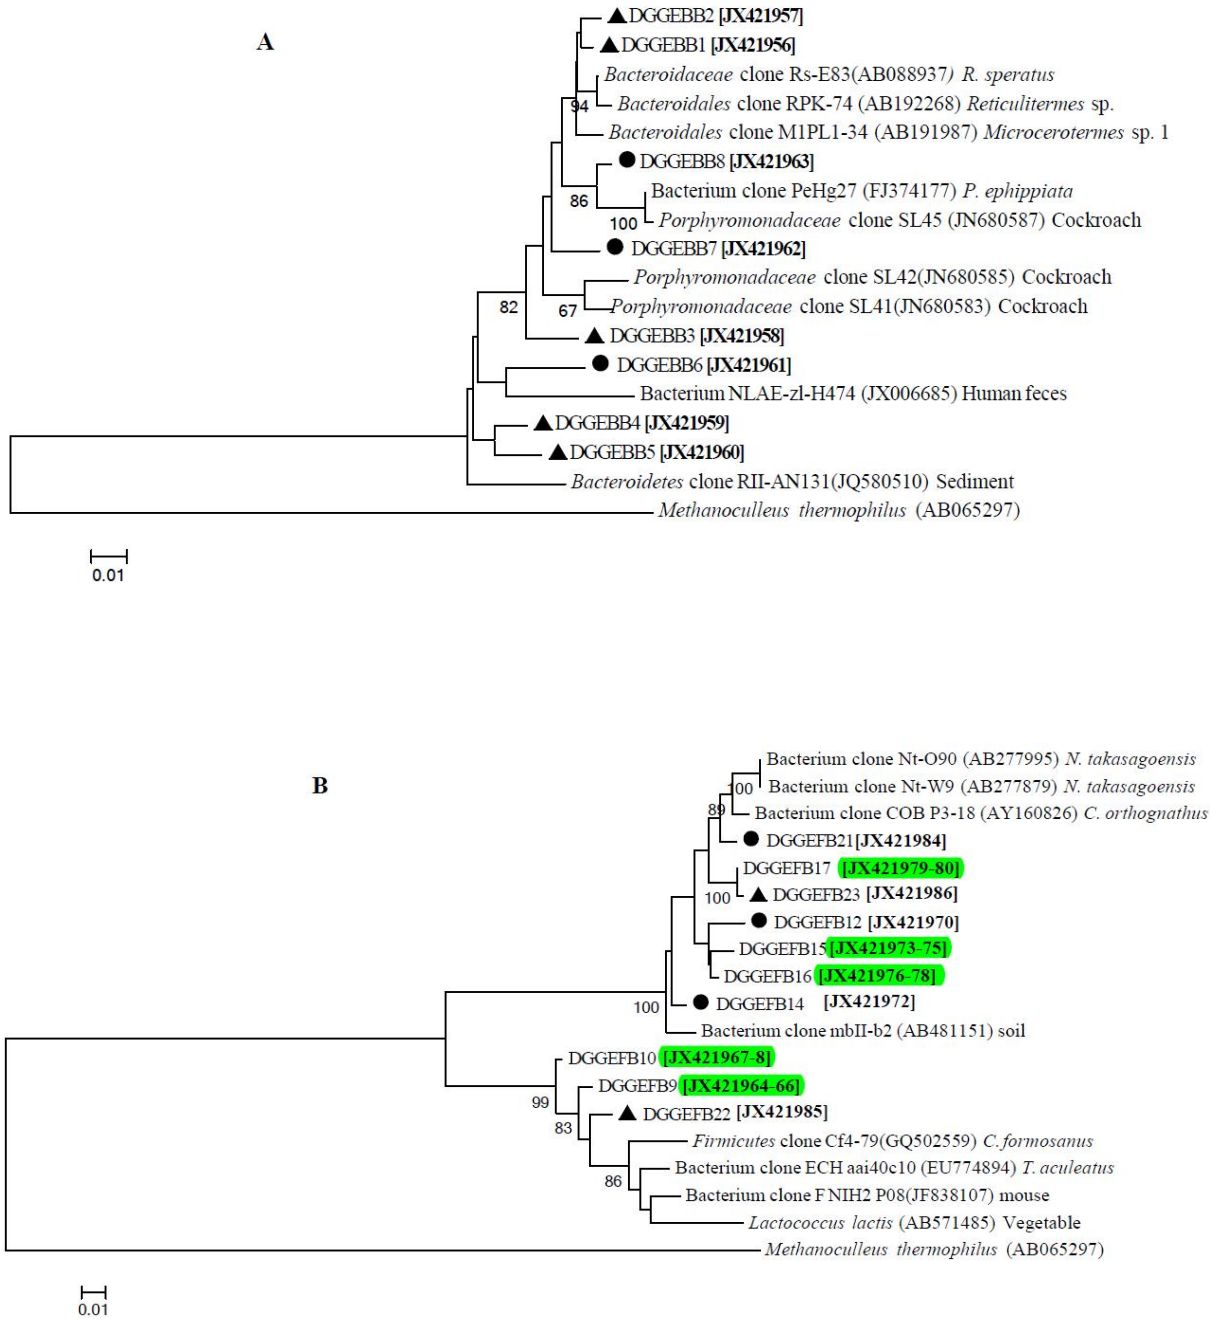 A
DGGEBB2 [JX421957]
DGGEBB1 [JX421956]
Bacteroidaceae clone Rs-E83(AB088937) R. speratus
94
Bacteroidales clone RPK-74 (AB192268) Reticulitermes sp.
Bacteroidales clone M1PL1-34 (AB191987) Microcerotermes sp. 1
DGGEBB8 [JX421963]
86
Bacterium clone PeHg27 (FJ374177) P. ephippiata
100
Porphyromonadaceae clone SL45 (JN680587) Cockroach
DGGEBB7 [JX421962]
Porphyromonadaceae clone SL42(JN680585) Cockroach
82
67
Porphyromonadaceae clone SL41(JN680583) Cockroach
DGGEBB3 [JX421958]
DGGEBB6 [JX421961]
Bacterium NLAE-zl-H474 (JX006685) Human feces
DGGEBB4 [JX421959]
DGGEBB5 [JX421960]
Bacteroidetes clone RII-AN131(JQ580510) Sediment
Methanoculleus thermophilus (AB065297)
0.01
B
Bacterium clone Nt-O90 (AB277995) N. takasagoensis
100
Bacterium clone Nt-W9 (AB277879) N. takasagoensis
89
Bacterium clone COB P3-18 (AY160826) C. orthognathus
DGGEFB21[JX421984]
DGGEFB17 [JX421979-80]
100
DGGEFB23 [JX421986]
DGGEFB12 [JX421970]
DGGEFB15[JX421973-75]
DGGEFB16 [JX421976-78]
100
DGGEFB14 [JX421972]
Bacterium clone mbII-b2 (AB481151) soil
DGGEFB10 [JX421967-8]
DGGEFB9 [JX421964-66]
99
DGGEFB22 [JX421985]
83
Firmicutes clone Cf4-79(GQ502559) C.formosanus
Bacterium clone ECH aai40c10 (EU774894) T. aculeatus
86
Bacterium clone FNIH2 P08(JF838107) mouse
Lactococcus lactis (AB571485) Vegetable
Methanoculleus thermophilus (AB065297)
0.01